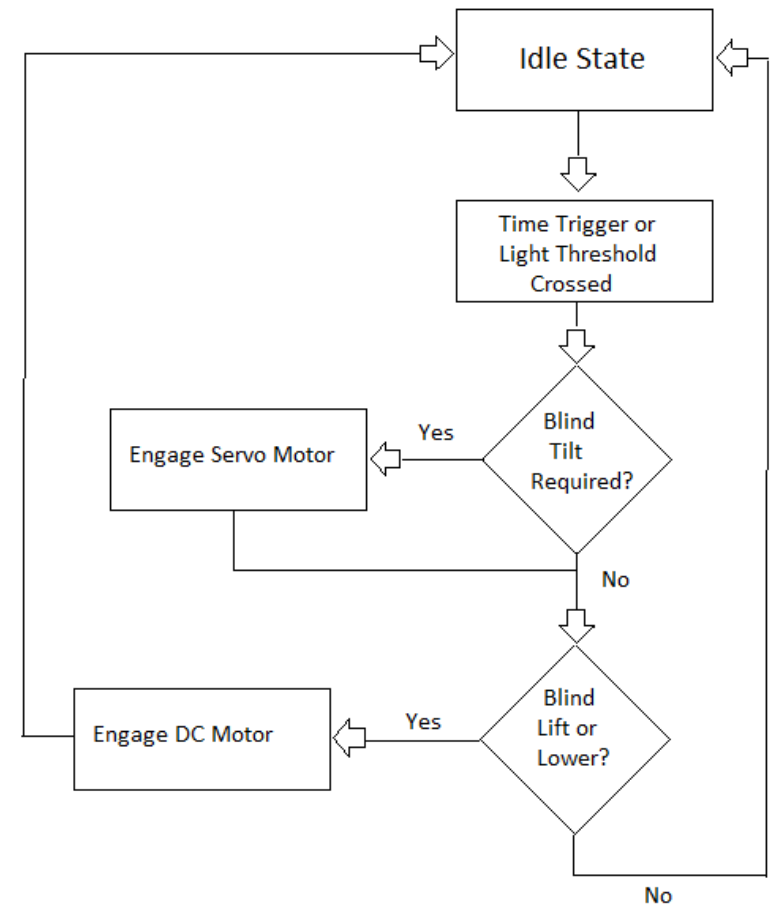 Idle State
Time Trigger or
Light Threshold
Crossed
Blind
Tilt
Required?
Yes
Engage Servo Motor
No
Blind
Lift or
Lower?
Yes
Engage DC Motor
No